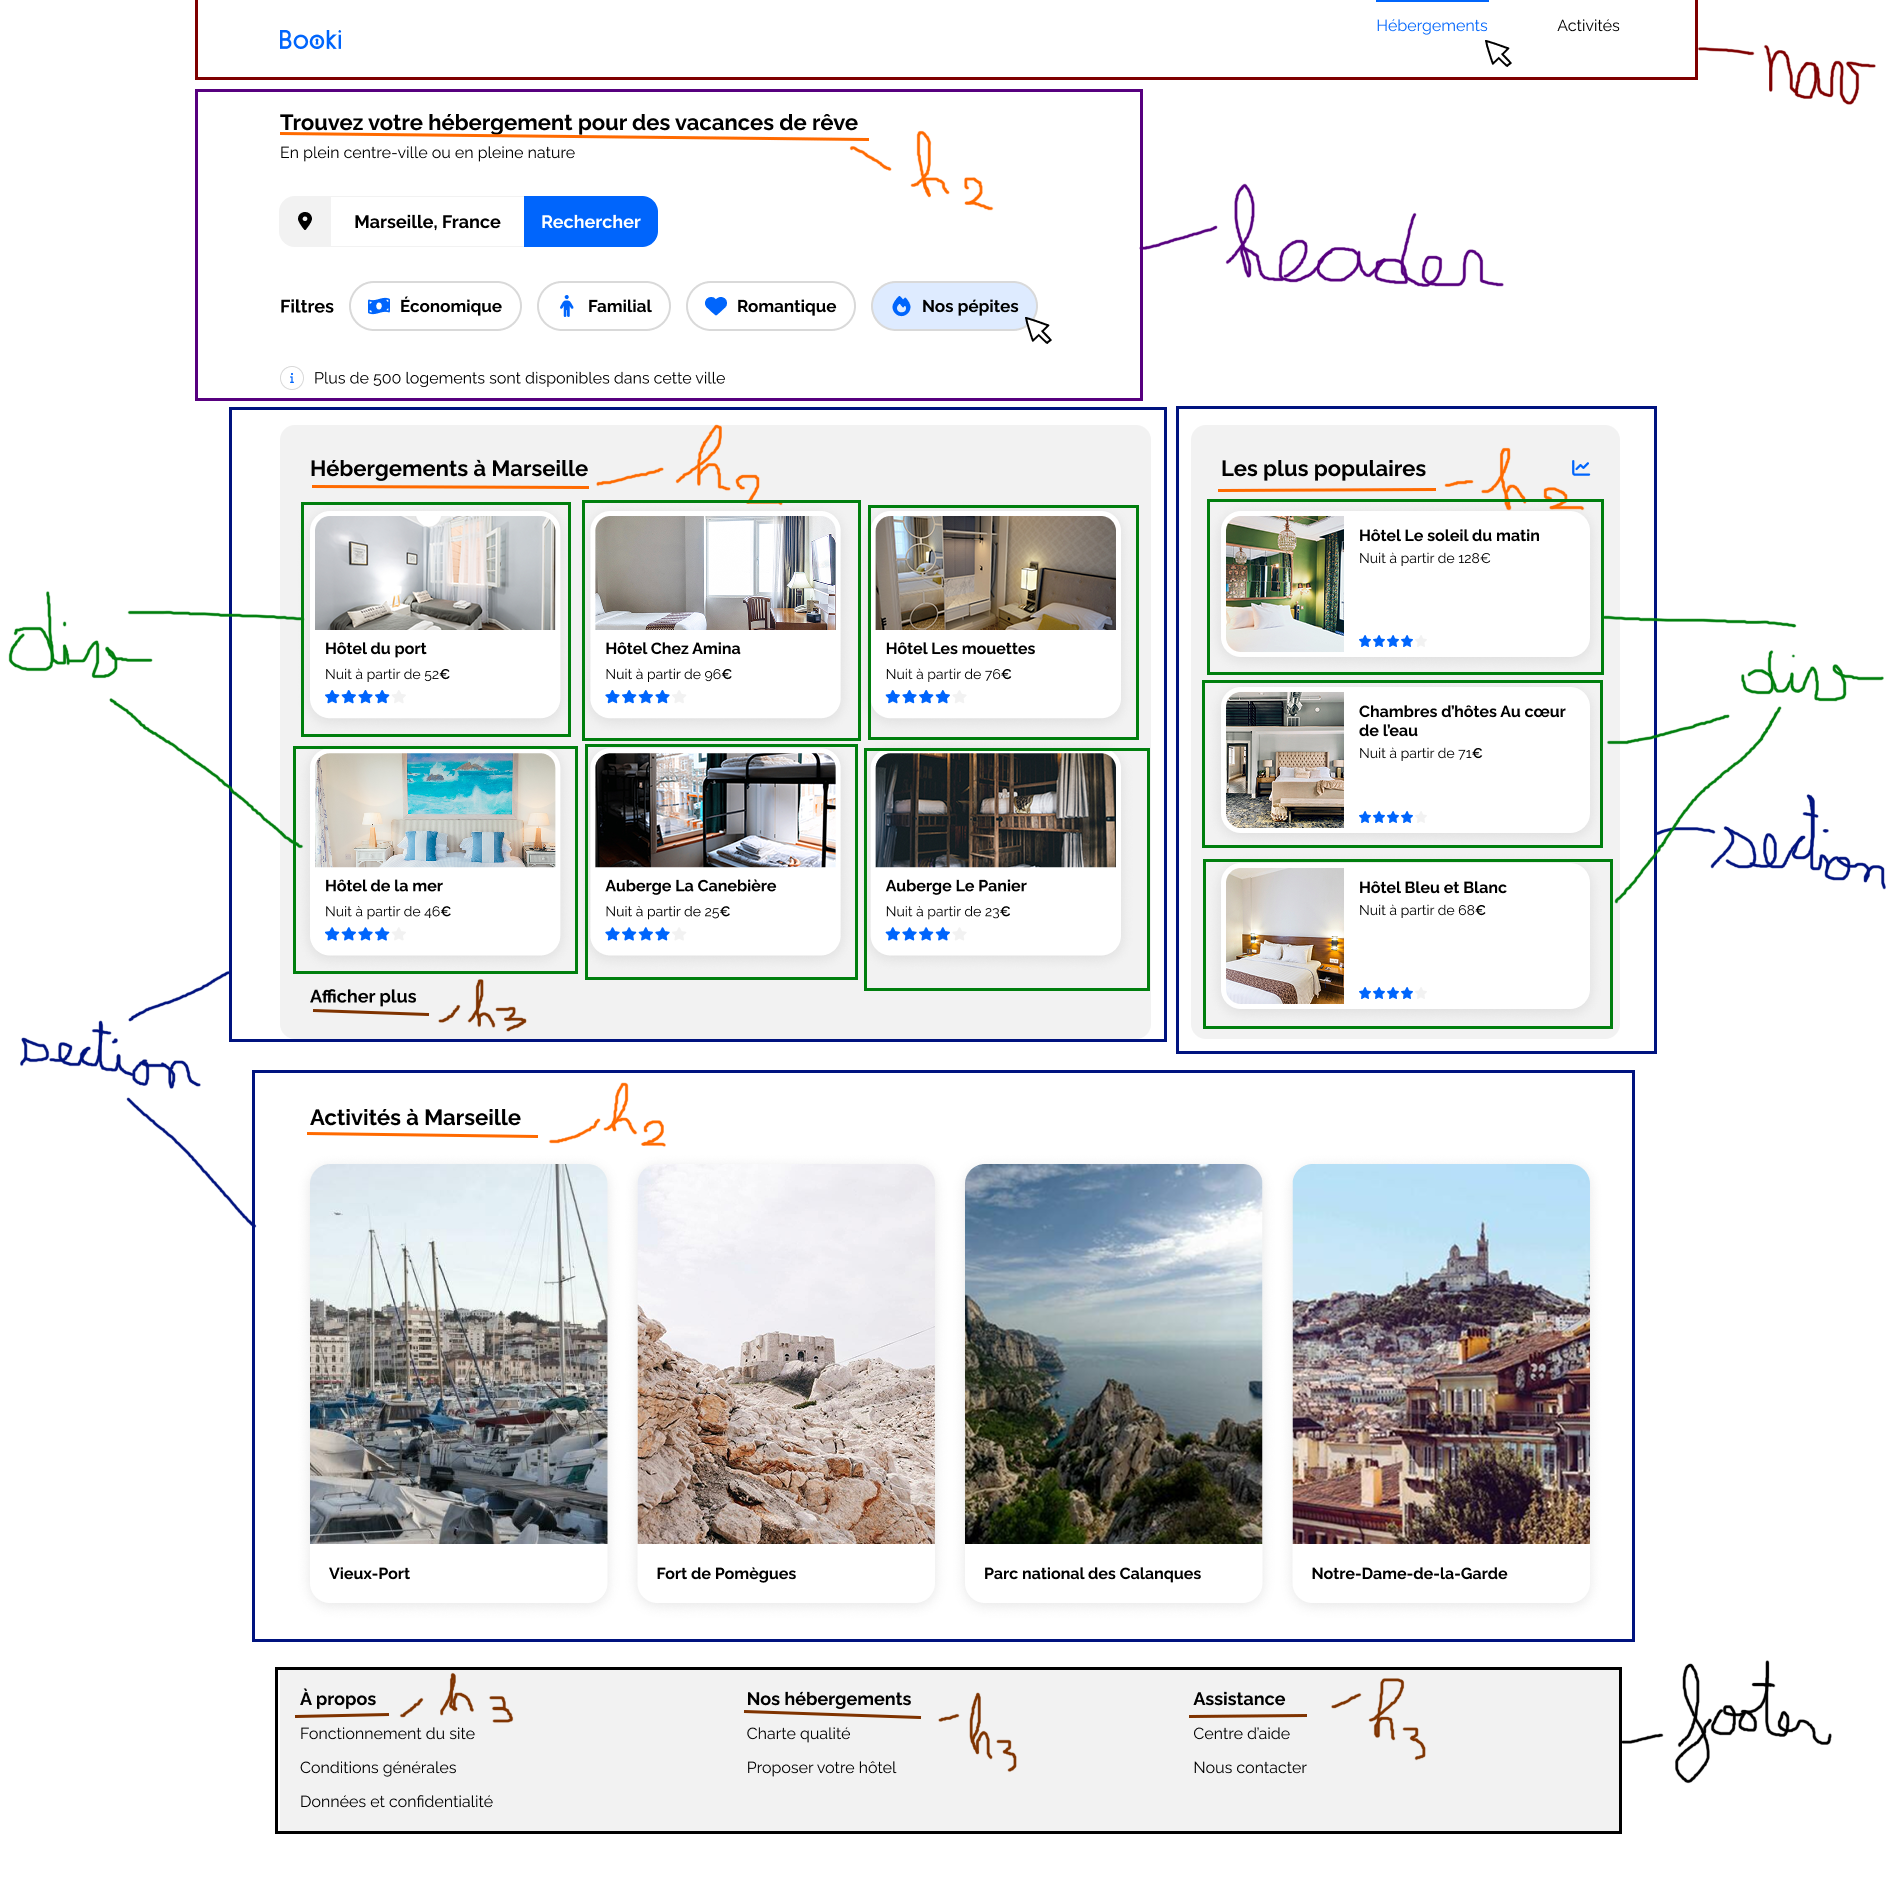 Booki
Hébergements
Activités
nav
Trouvez votre hébergement pour des vacances de rêve
h2
En plein centre-ville ou en pleine nature
Marseille, France
Rechercher
header
Filtres
Économique
Familial
Romantique
Nos pépites
Plus de 500 logements sont disponibles dans cette ville
Hébergements à Marseille
h2
Hôtel du port
Nuit à partir de 52€
Hôtel Chez Amina
Nuit à partir de 96€
Hôtel Les mouettes
Nuit à partir de 76€
div
Hôtel de la mer
Nuit à partir de 46€
Auberge La Canebière
Nuit à partir de 25€
Auberge Le Panier
Nuit à partir de 23€
Afficher plus
h3
section
Les plus populaires
h2
Hôtel Le soleil du matin
Nuit à partir de 128€
div
Chambres d'hôtes Au cœur
de l'eau
Nuit à partir de 71€
section
Hôtel Bleu et Blanc
Nuit à partir de 68€
Activités à Marseille
h2
Vieux-Port
Fort de Pomègues
Parc national des Calanques
Notre-Dame-de-la-Garde
À propos
h3
Fonctionnement du site
Conditions générales
Données et confidentialité
Nos hébergements
h3
Charte qualité
Proposer votre hôtel
Assistance
h3
Centre d'aide
Nous contacter
footer